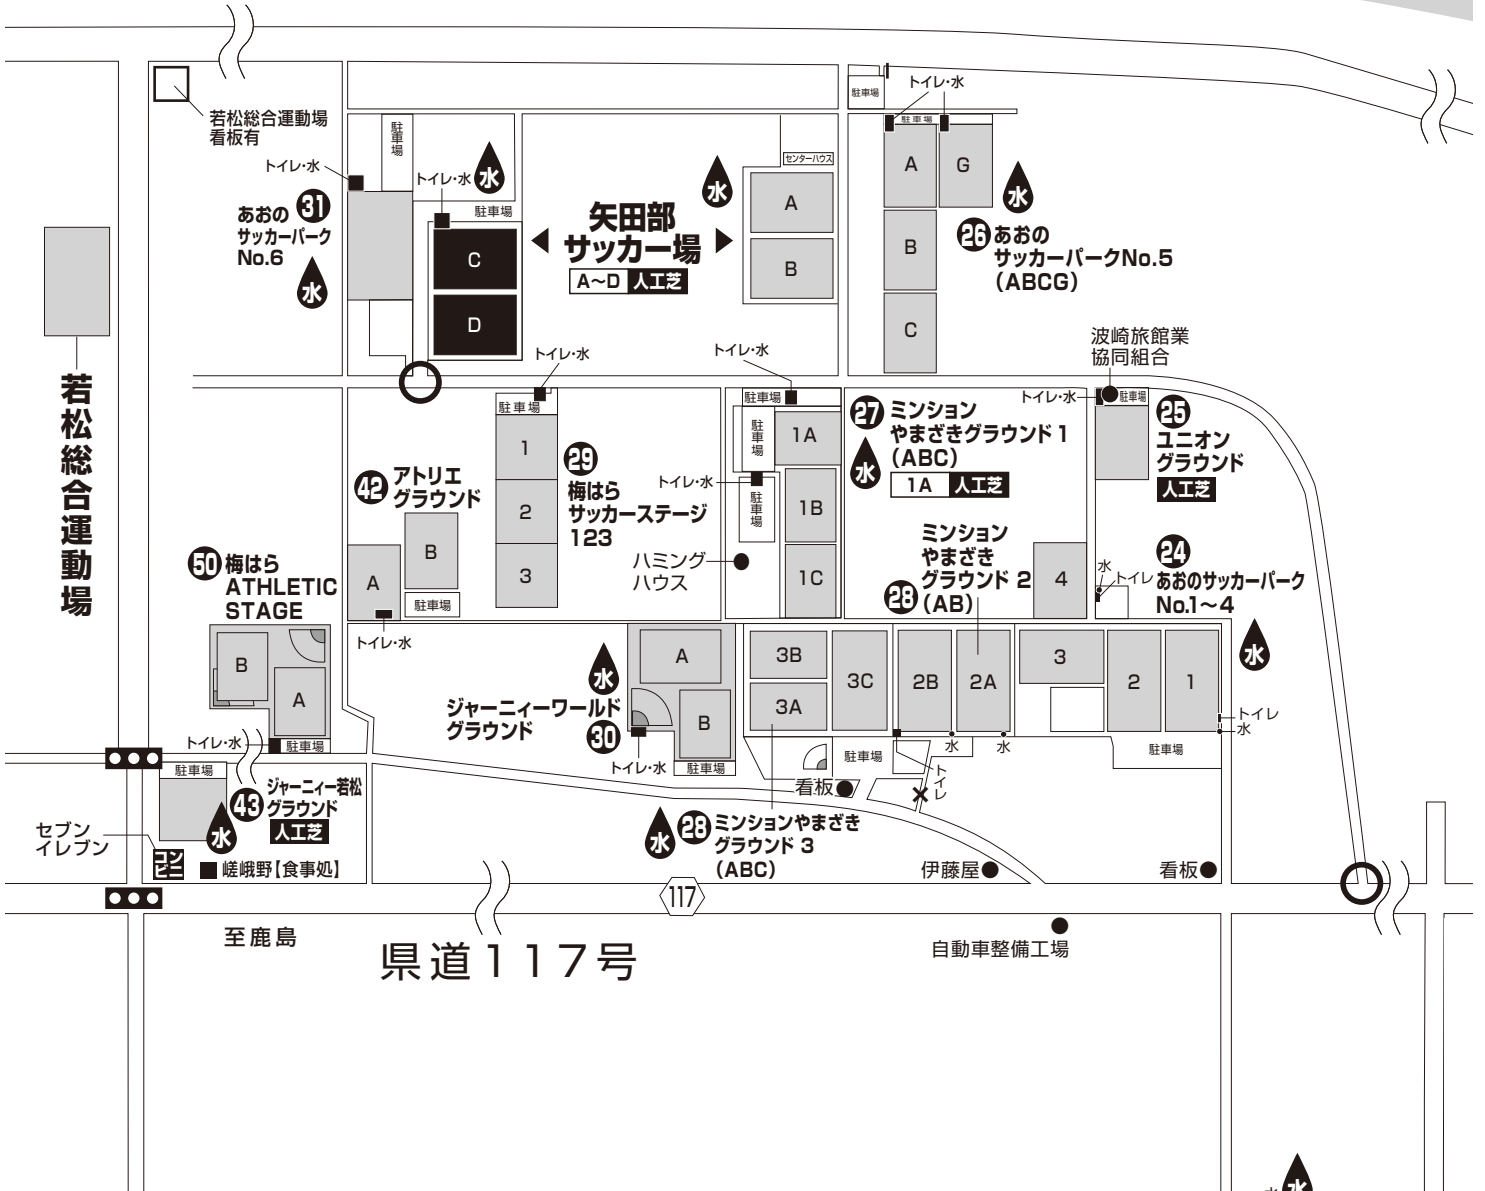 若松総合運動場
看板有
トイレ・水
31
あおの
サッカーパーク
No.6
水
駐車場
トイレ・水
水
駐車場
C
D
矢田部
サッカー場
A～D 人工芝
水
センターハウス
A
B
駐車場
トイレ・水
駐車場
A
G
B
C
水
26
あおの
サッカーパークNo.5
(ABCG)
若松総合運動場
波崎旅館業
協同組合
トイレ・水
駐車場
25
ユニオン
グラウンド
人工芝
トイレ・水
駐車場
1
2
3
29
梅はら
サッカーステージ
123
42
アトリエ
グラウンド
A
B
駐車場
トイレ・水
トイレ・水
駐車場
駐車場
1A
トイレ・水
駐車場
1B
1C
ハミング
ハウス
27
ミンション
やまざきグラウンド 1
(ABC)
水
1A 人工芝
ミンション
やまざき
グラウンド 2
28
(AB)
4
24
あおのサッカーパーク
No.1～4
水
トイレ
水
50
梅はら
ATHLETIC
STAGE
B
A
トイレ・水
駐車場
水
ジャーニィーワールド
グラウンド
30
A
B
トイレ・水
駐車場
3B
3A
3C
2B
2A
3
2
1
トイレ
水
駐車場
駐車場
水
水
トイレ
看板
駐車場
43
ジャーニィー若松
グラウンド
人工芝
水
セブン
イレブン
コンビニ
嵯峨野【食事処】
水
28
ミンションやまざき
グラウンド 3
(ABC)
伊藤屋
看板
117
至鹿島
県道117号
自動車整備工場
水
水